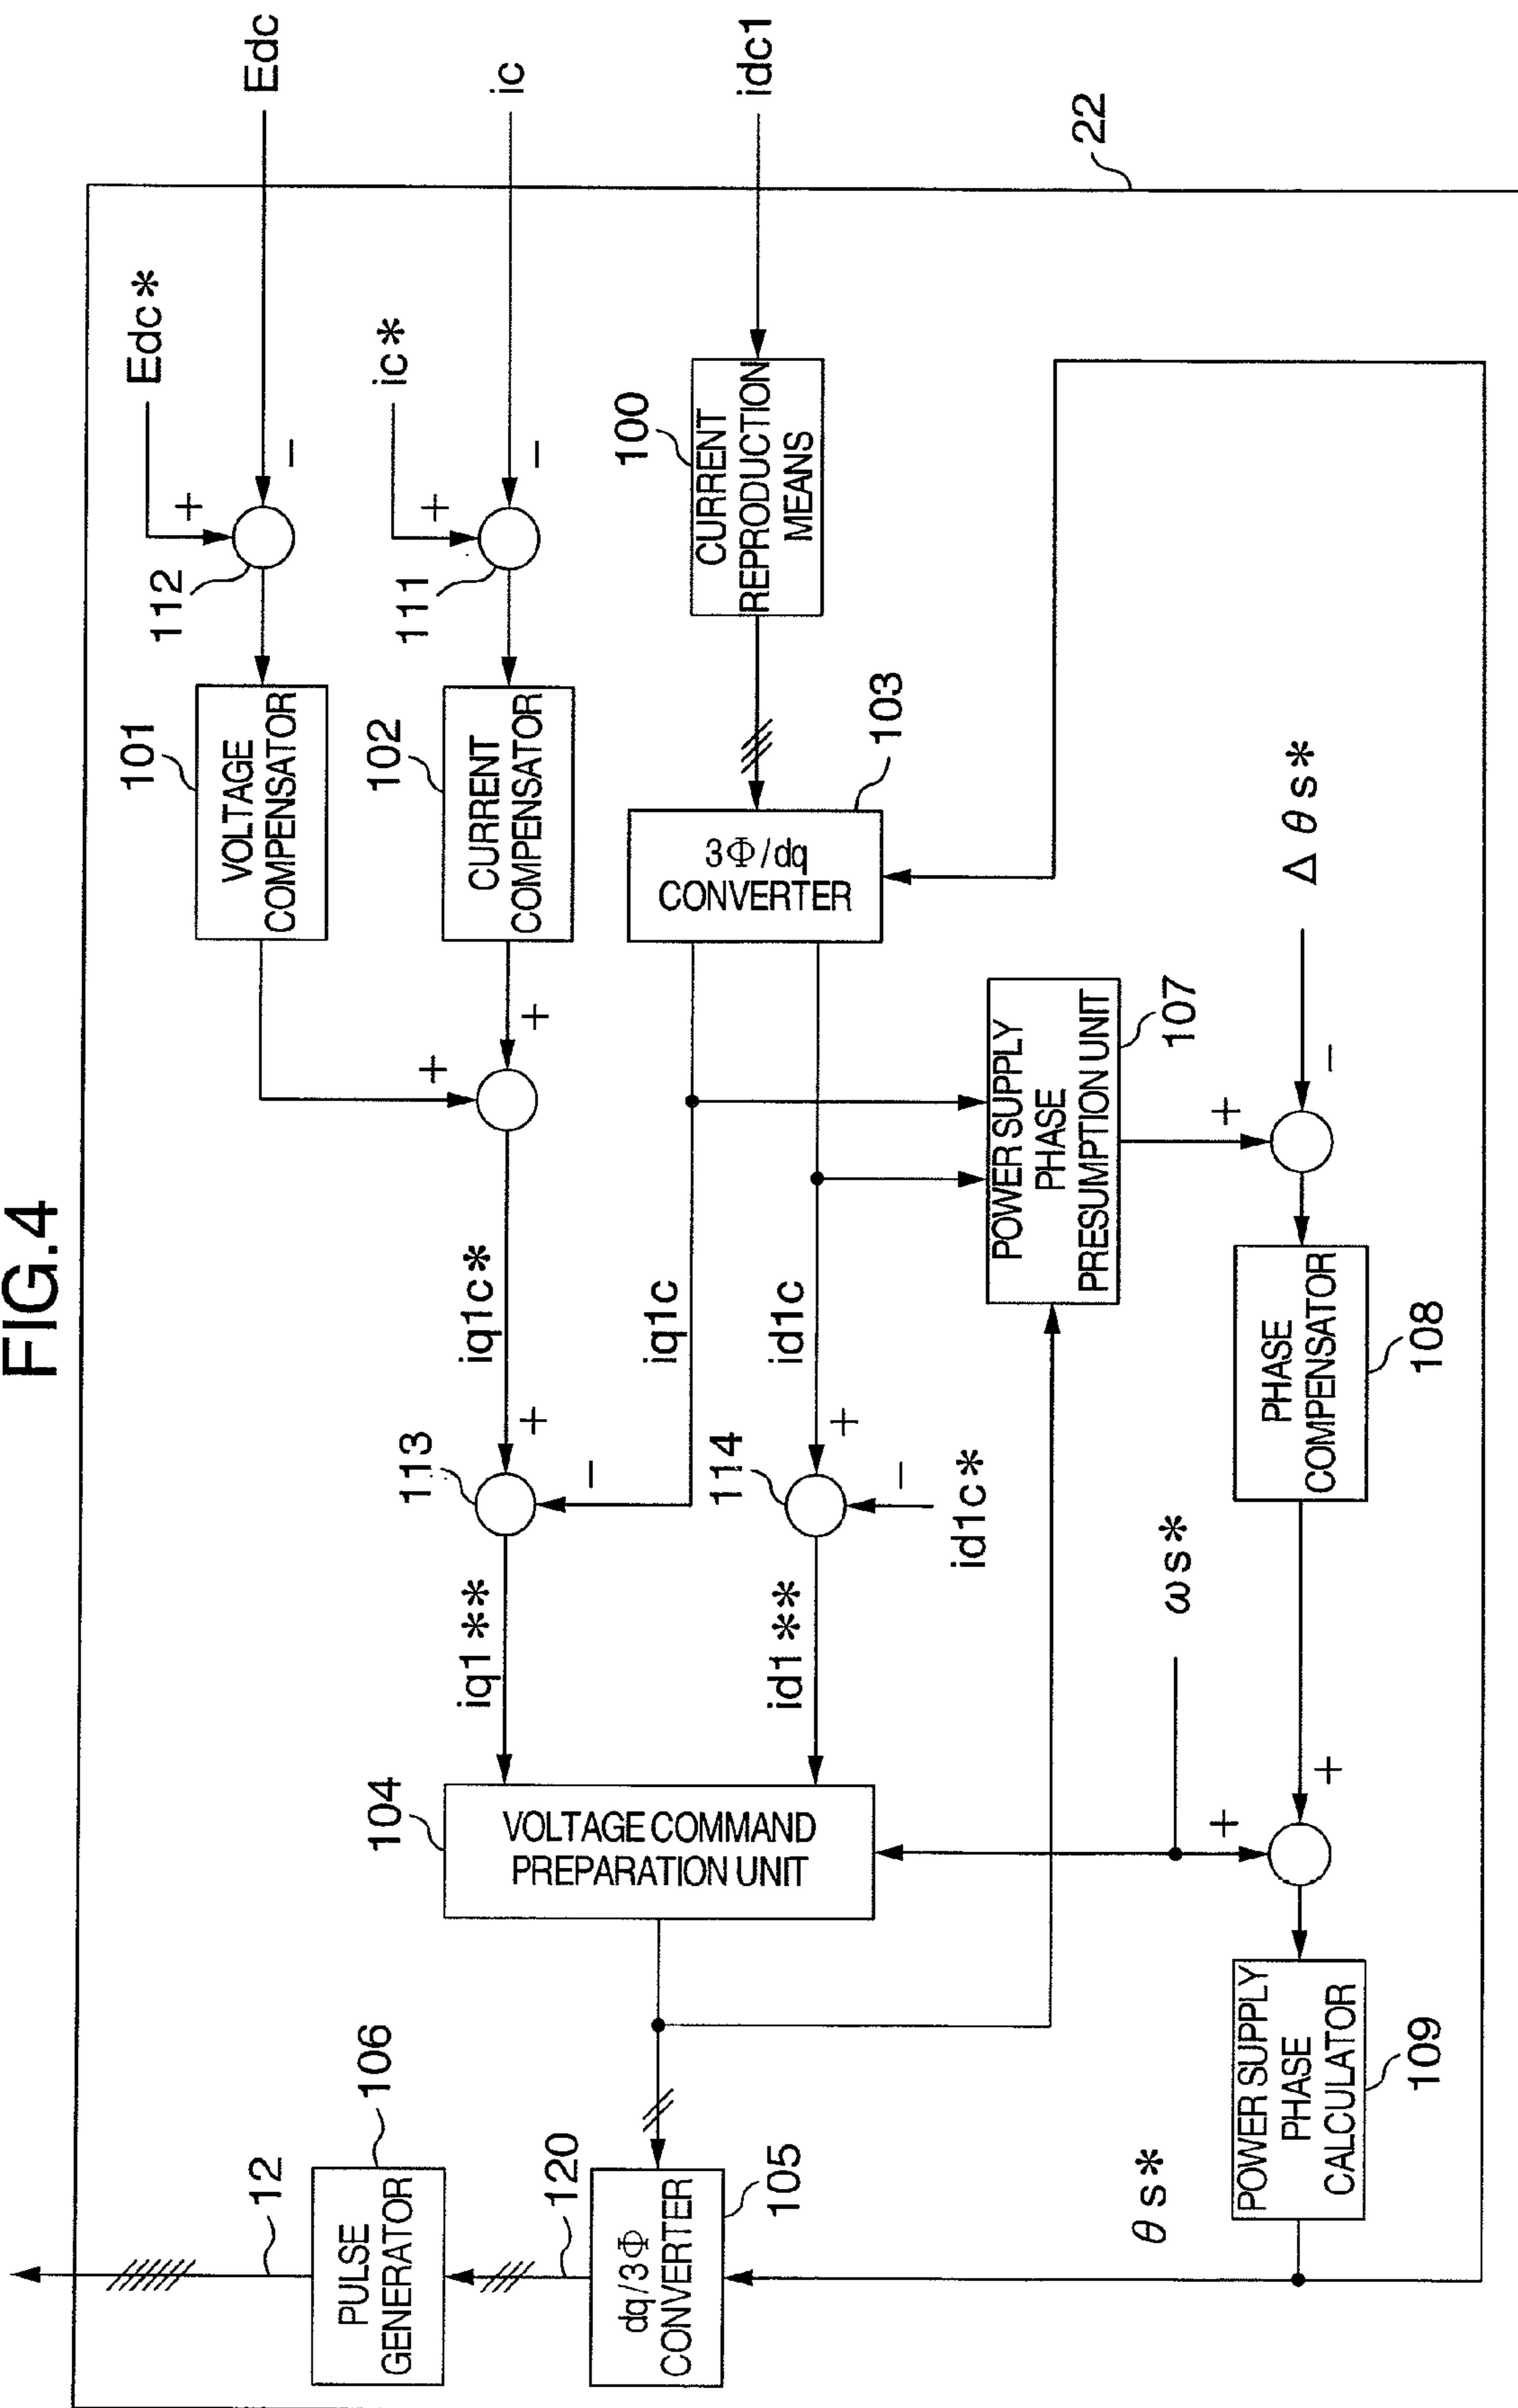 FIG.4
Edc
ic
idc1
22
Edc*
+
−
112
101
VOLTAGE
COMPENSATOR
ic*
+
−
111
102
CURRENT
COMPENSATOR
100
CURRENT
REPRODUCTION
MEANS
103
3Φ/dq
CONVERTER
+
+
iq1c*
iq1c
id1c
107
POWER SUPPLY
PHASE
PRESUMPTION UNIT
Δθs*
+
−
108
PHASE
COMPENSATOR
113
+
−
114
+
−
id1c*
iq1**
id1**
ωs*
104
VOLTAGE COMMAND
PREPARATION UNIT
+
+
109
POWER SUPPLY
PHASE
CALCULATOR
θs*
105
dq/3Φ
CONVERTER
120
106
PULSE
GENERATOR
12